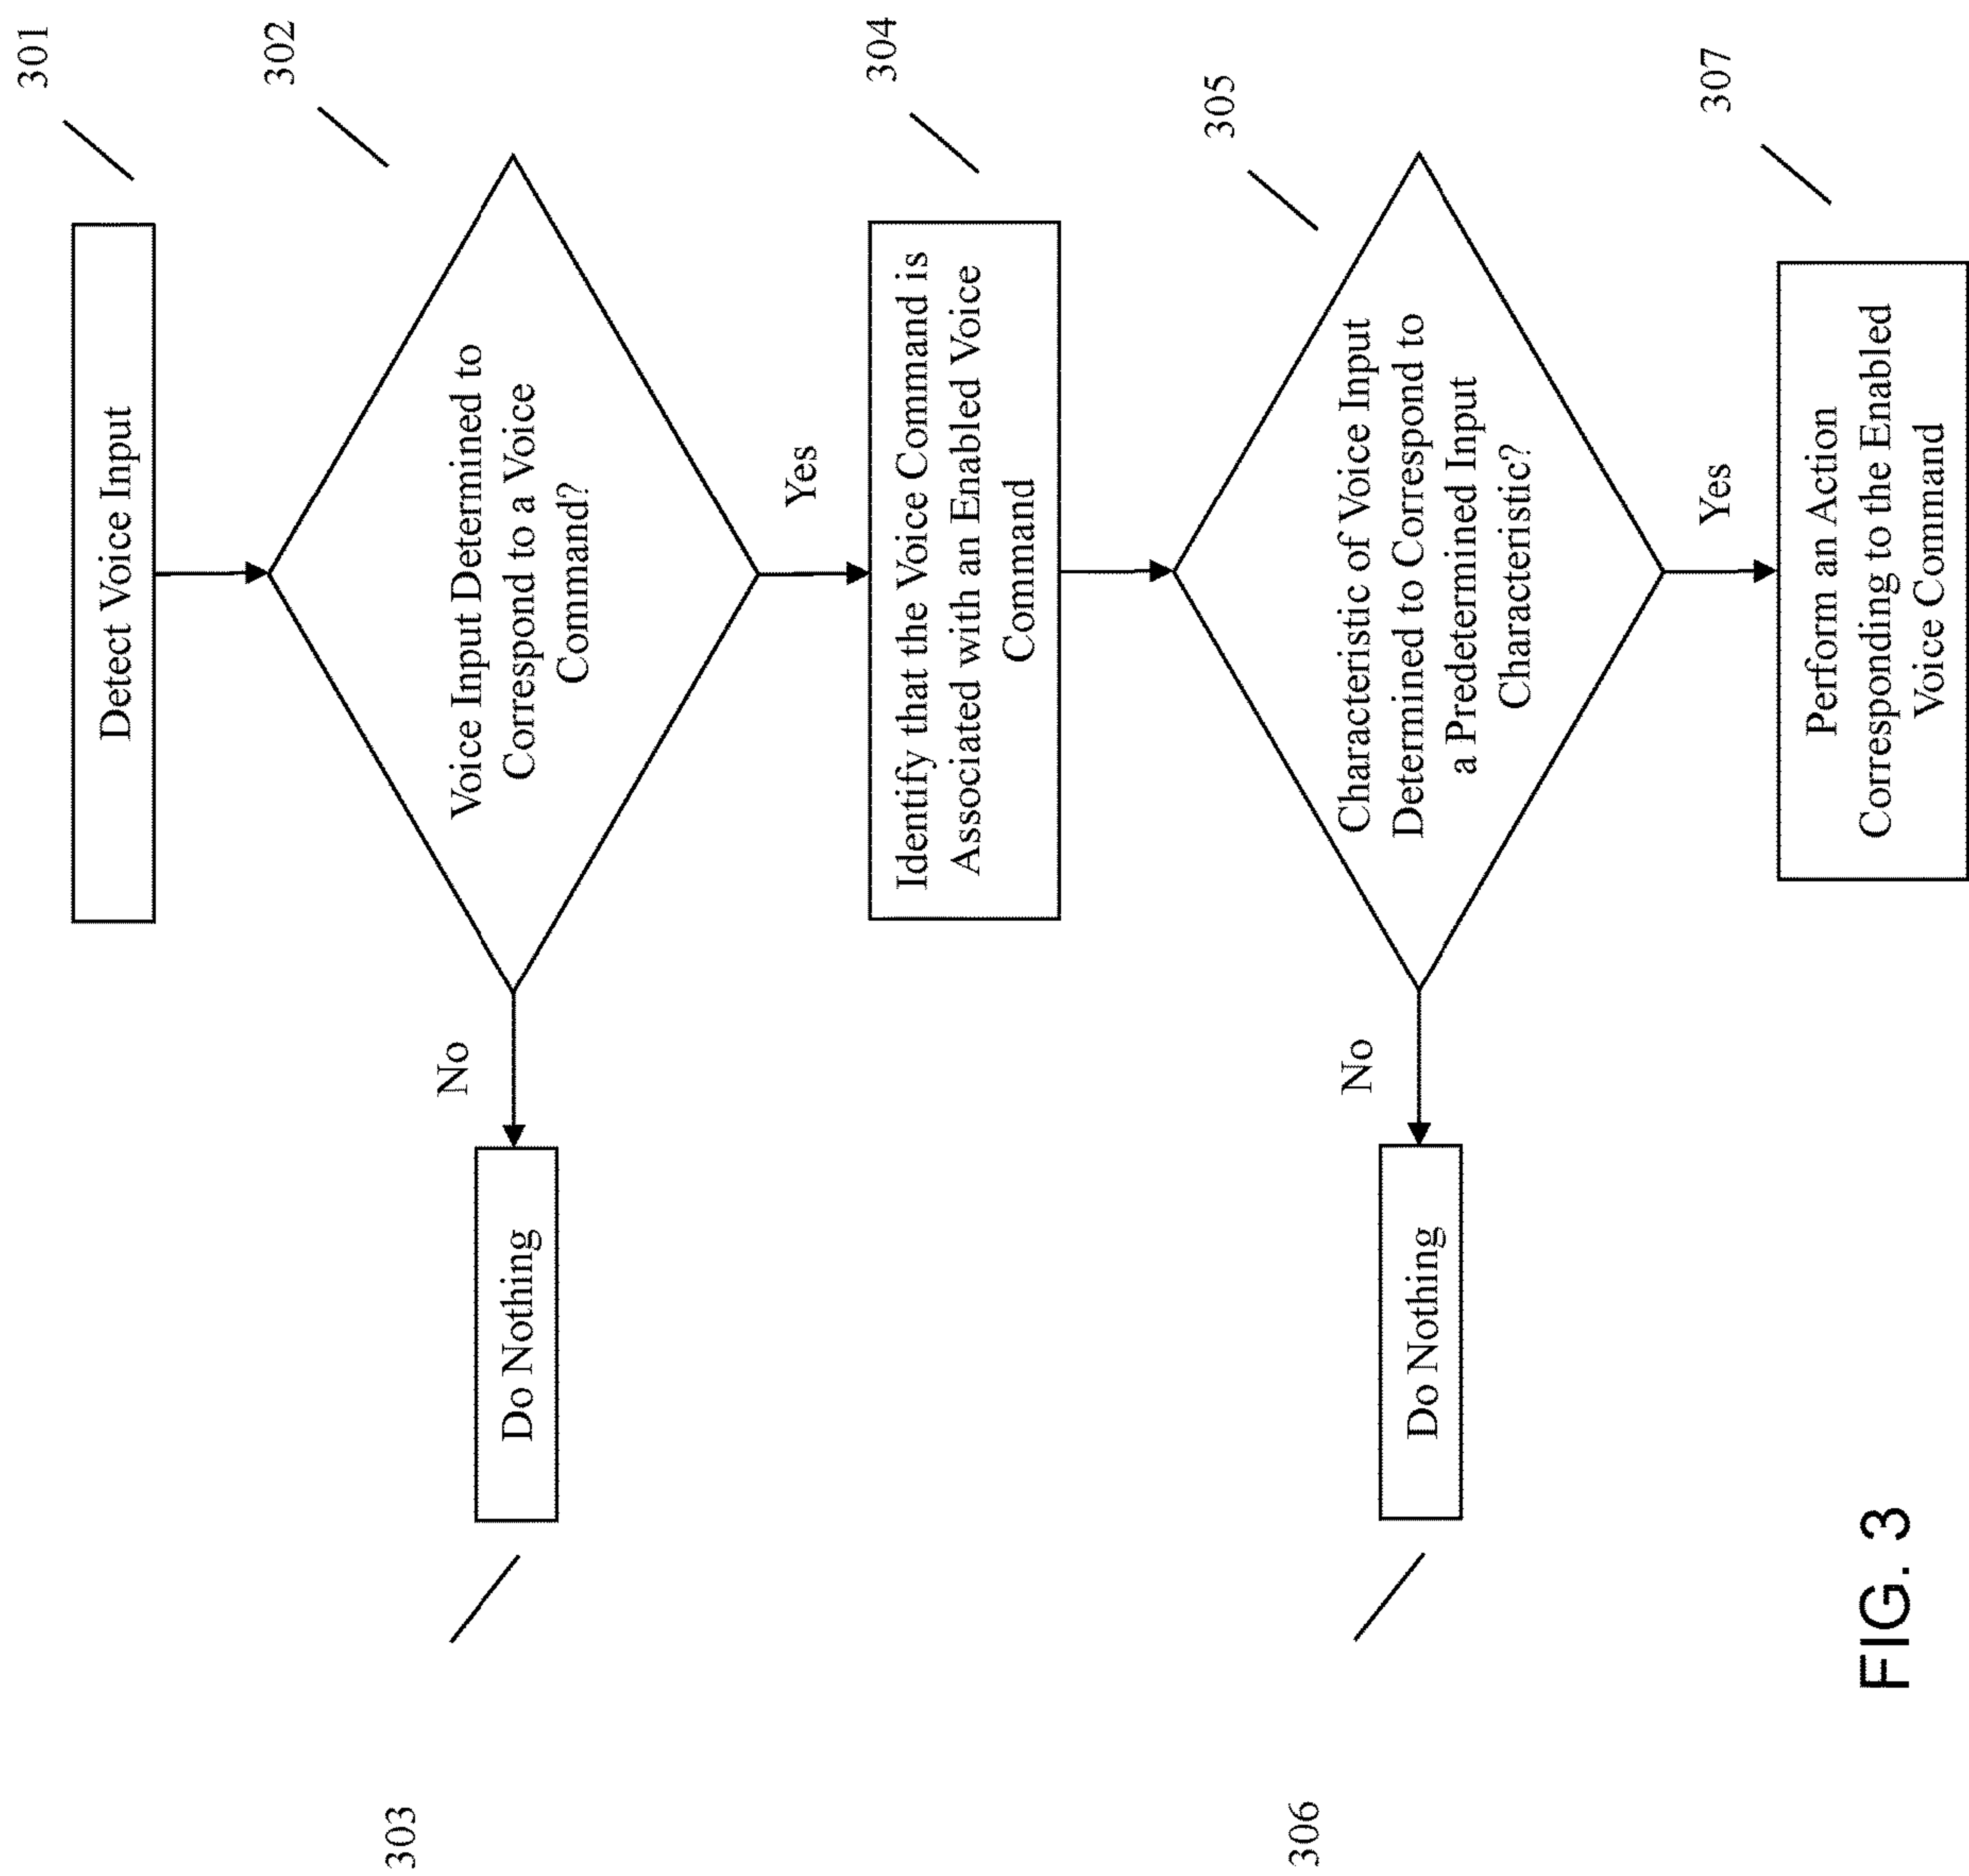 301
Detect Voice Input
302
Voice Input Determined to
Correspond to a Voice
Command?
No
Do Nothing
303
Yes
304
Identify that the Voice Command is
Associated with an Enabled Voice
Command
305
Characteristic of Voice Input
Determined to Correspond to
a Predetermined Input
Characteristic?
No
Do Nothing
306
Yes
307
Perform an Action
Corresponding to the Enabled
Voice Command
FIG. 3